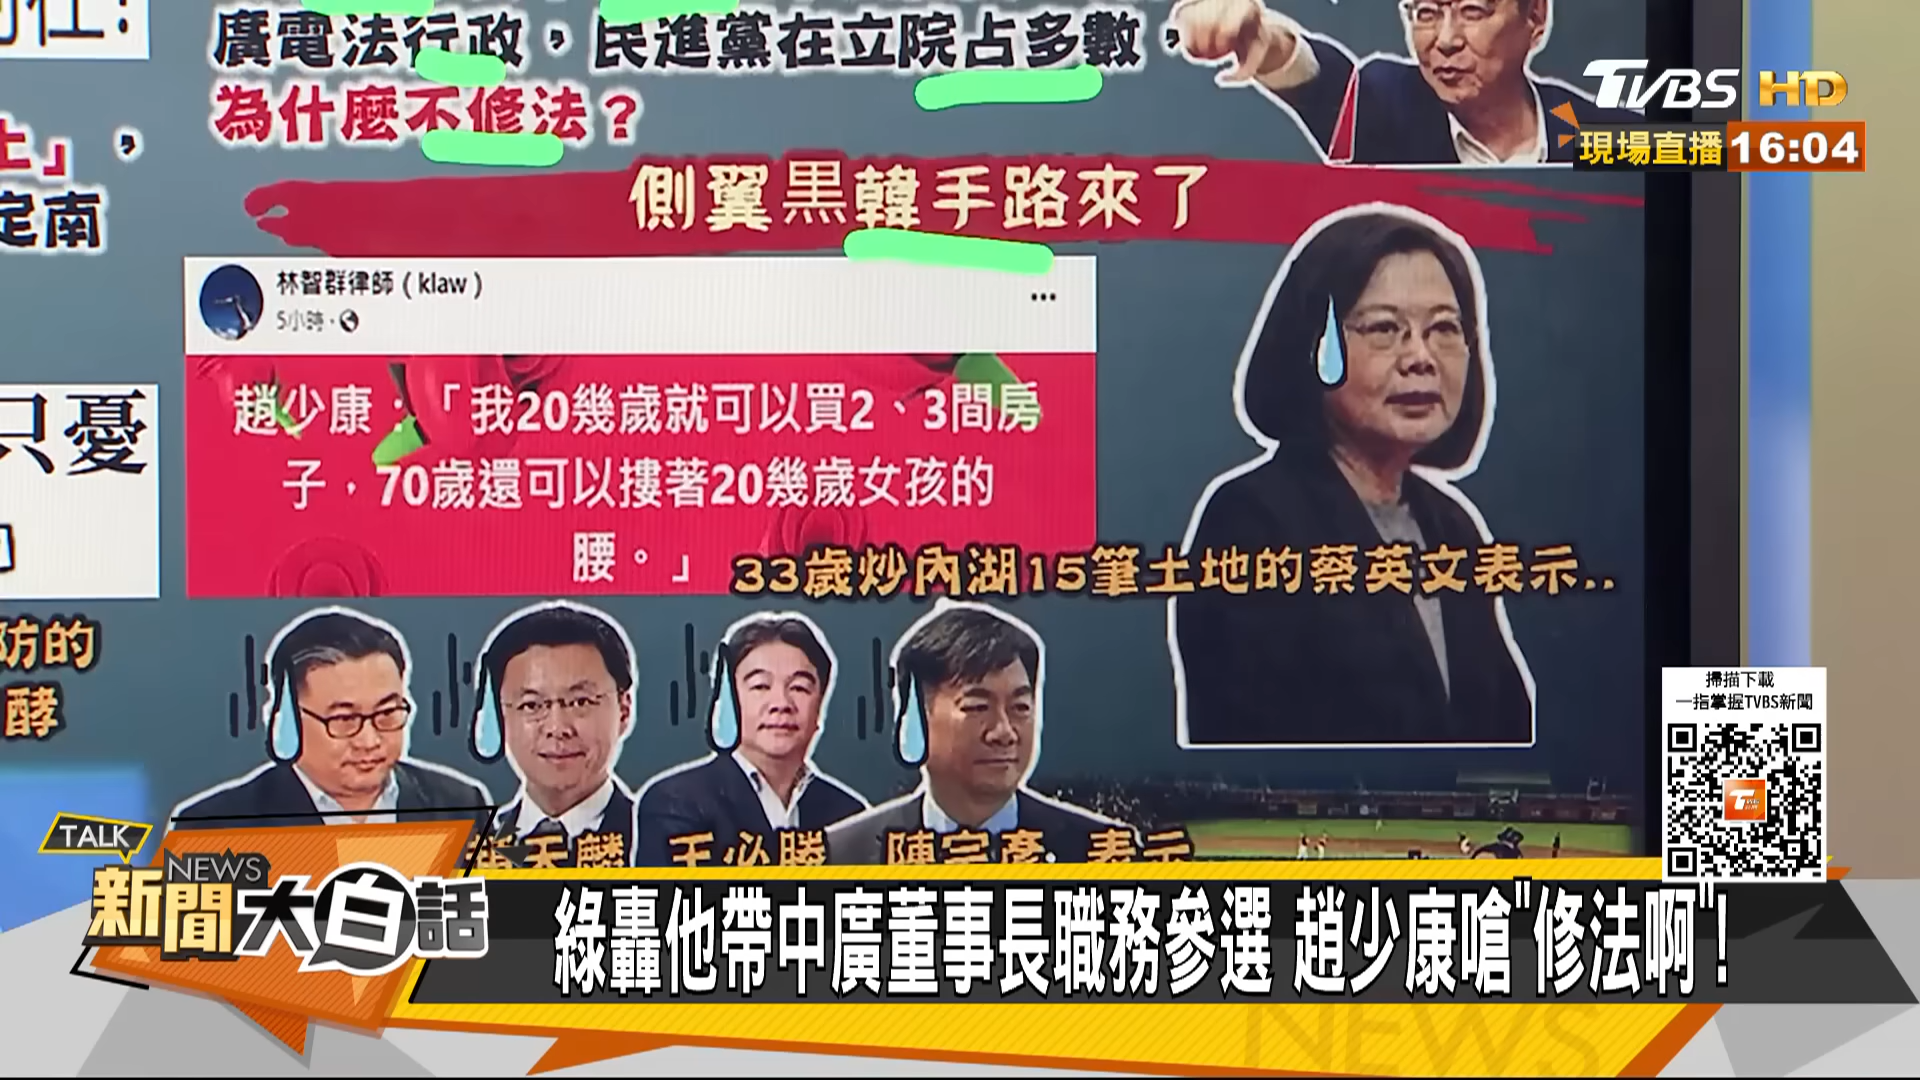 廣電法行政，民進黨在立院占多數，
為什麼不修法？
TVBS HD
現場直播 16:04
」，
定南
側翼黑韓手路來了
林智群律師（klaw）
5小時·
趙少康：「我20幾歲就可以買2、3間房
子，70歲還可以摟著20幾歲女孩的
腰。」
33歲炒內湖15筆土地的蔡英文表示..
只憂
防的
酵
王必勝 陳宗彥 表示
掃描下載
一指掌握TVBS新聞
TALK
NEWS
新聞大白話
綠轟他帶中廣董事長職務參選 趙少康嗆"修法啊"!
NEWS